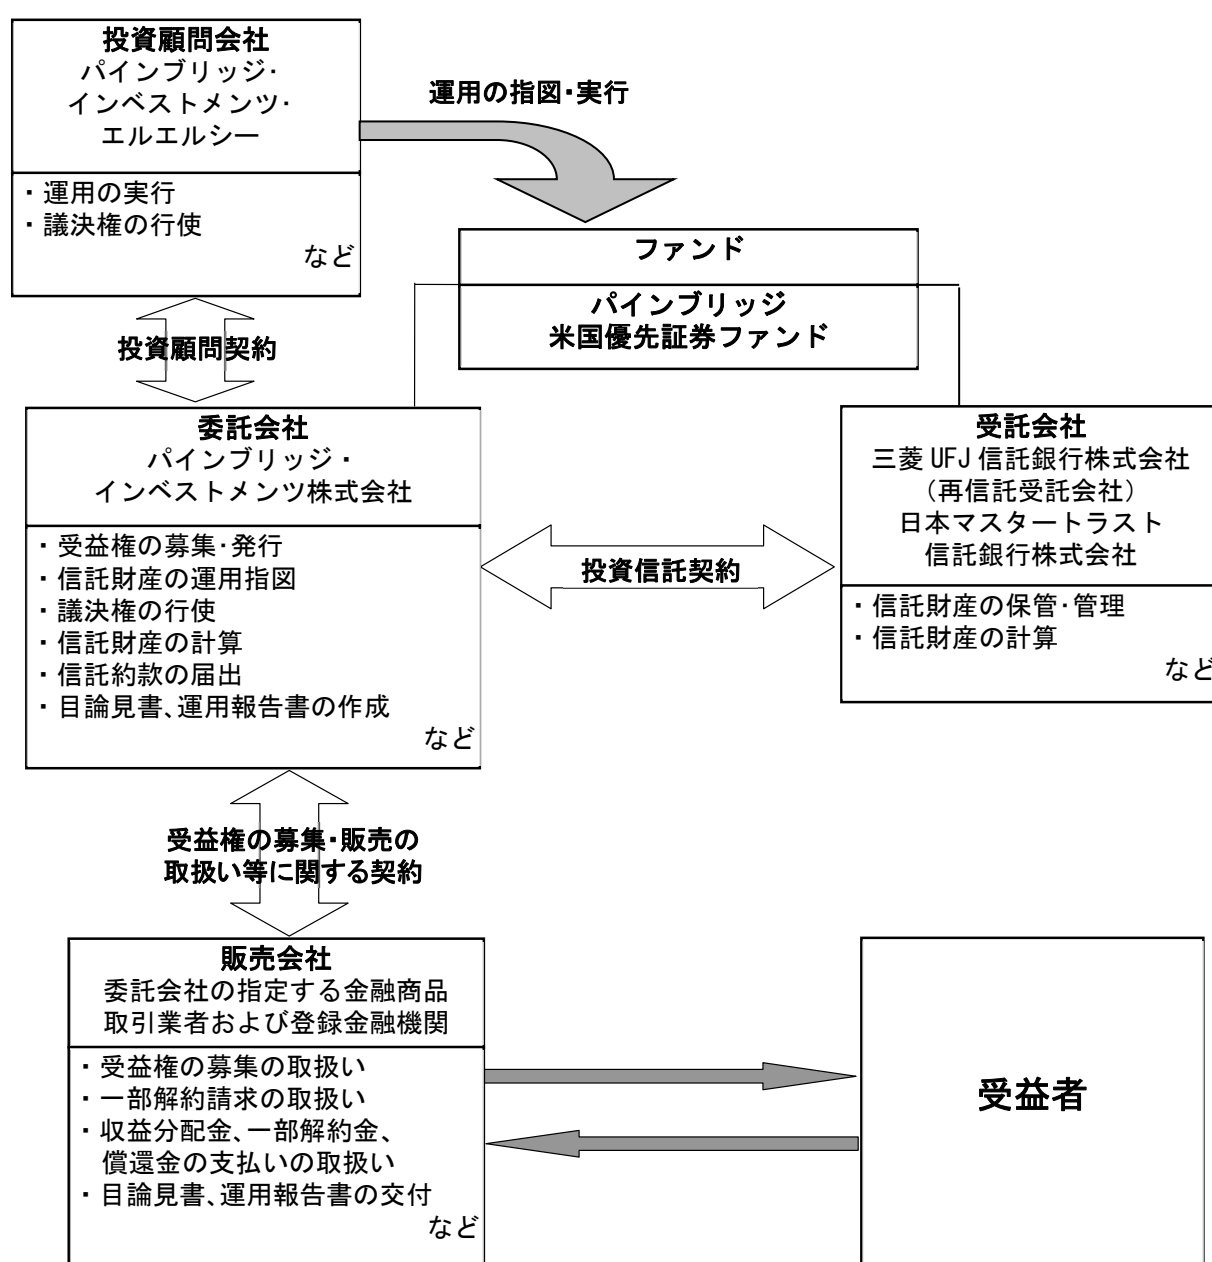 投資顧問会社
パインブリッジ・
インベストメンツ・
エルエルシー
・運用の実行
・議決権の行使
など
運用の指図・実行
ファンド
パインブリッジ
米国優先証券ファンド
投資顧問契約
委託会社
パインブリッジ・
インベストメンツ株式会社
・受益権の募集・発行
・信託財産の運用指図
・議決権の行使
・信託財産の計算
・信託約款の届出
・目論見書、運用報告書の作成
など
投資信託契約
受託会社
三菱UFJ信託銀行株式会社
（再信託受託会社）
日本マスタートラスト
信託銀行株式会社
・信託財産の保管・管理
・信託財産の計算
など
受益権の募集・販売の
取扱い等に関する契約
販売会社
委託会社の指定する金融商品
取引業者および登録金融機関
・受益権の募集の取扱い
・一部解約請求の取扱い
・収益分配金、一部解約金、
償還金の支払いの取扱い
・目論見書、運用報告書の交付
など
受益者